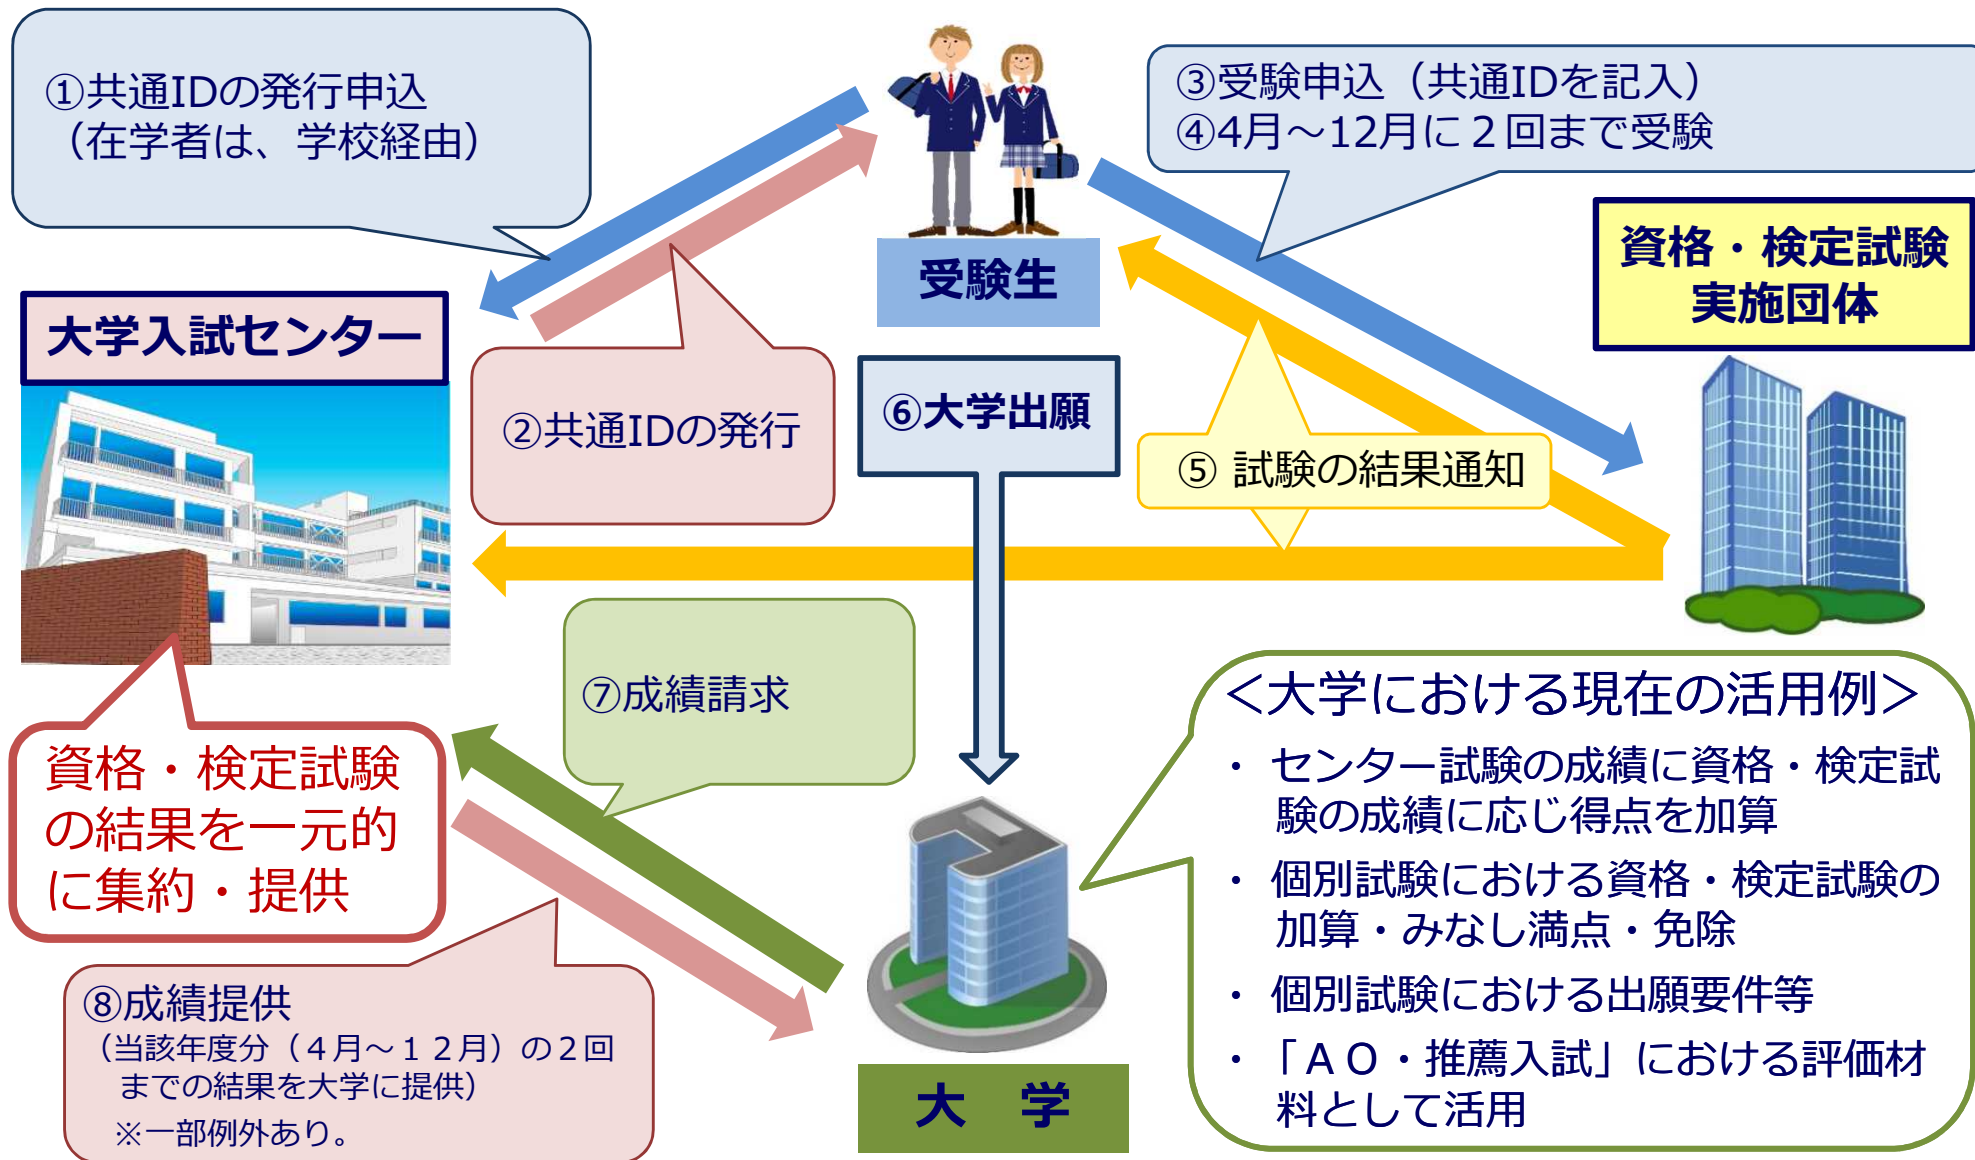 ①共通IDの発行申込
（在学者は、学校経由）
③受験申込（共通IDを記入）
④4月～12月に２回まで受験
受験生
資格・検定試験
実施団体
大学入試センター
②共通IDの発行
⑥大学出願
⑤ 試験の結果通知
⑦成績請求
資格・検定試験
の結果を一元的
に集約・提供
⑧成績提供
（当該年度分（４月～１２月）の２回
までの結果を大学に提供）
※一部例外あり。
大　学
＜大学における現在の活用例＞
・ センター試験の成績に資格・検定試
験の成績に応じ得点を加算
・ 個別試験における資格・検定試験の
加算・みなし満点・免除
・ 個別試験における出願要件等
・ 「ＡＯ・推薦入試」における評価材
料として活用